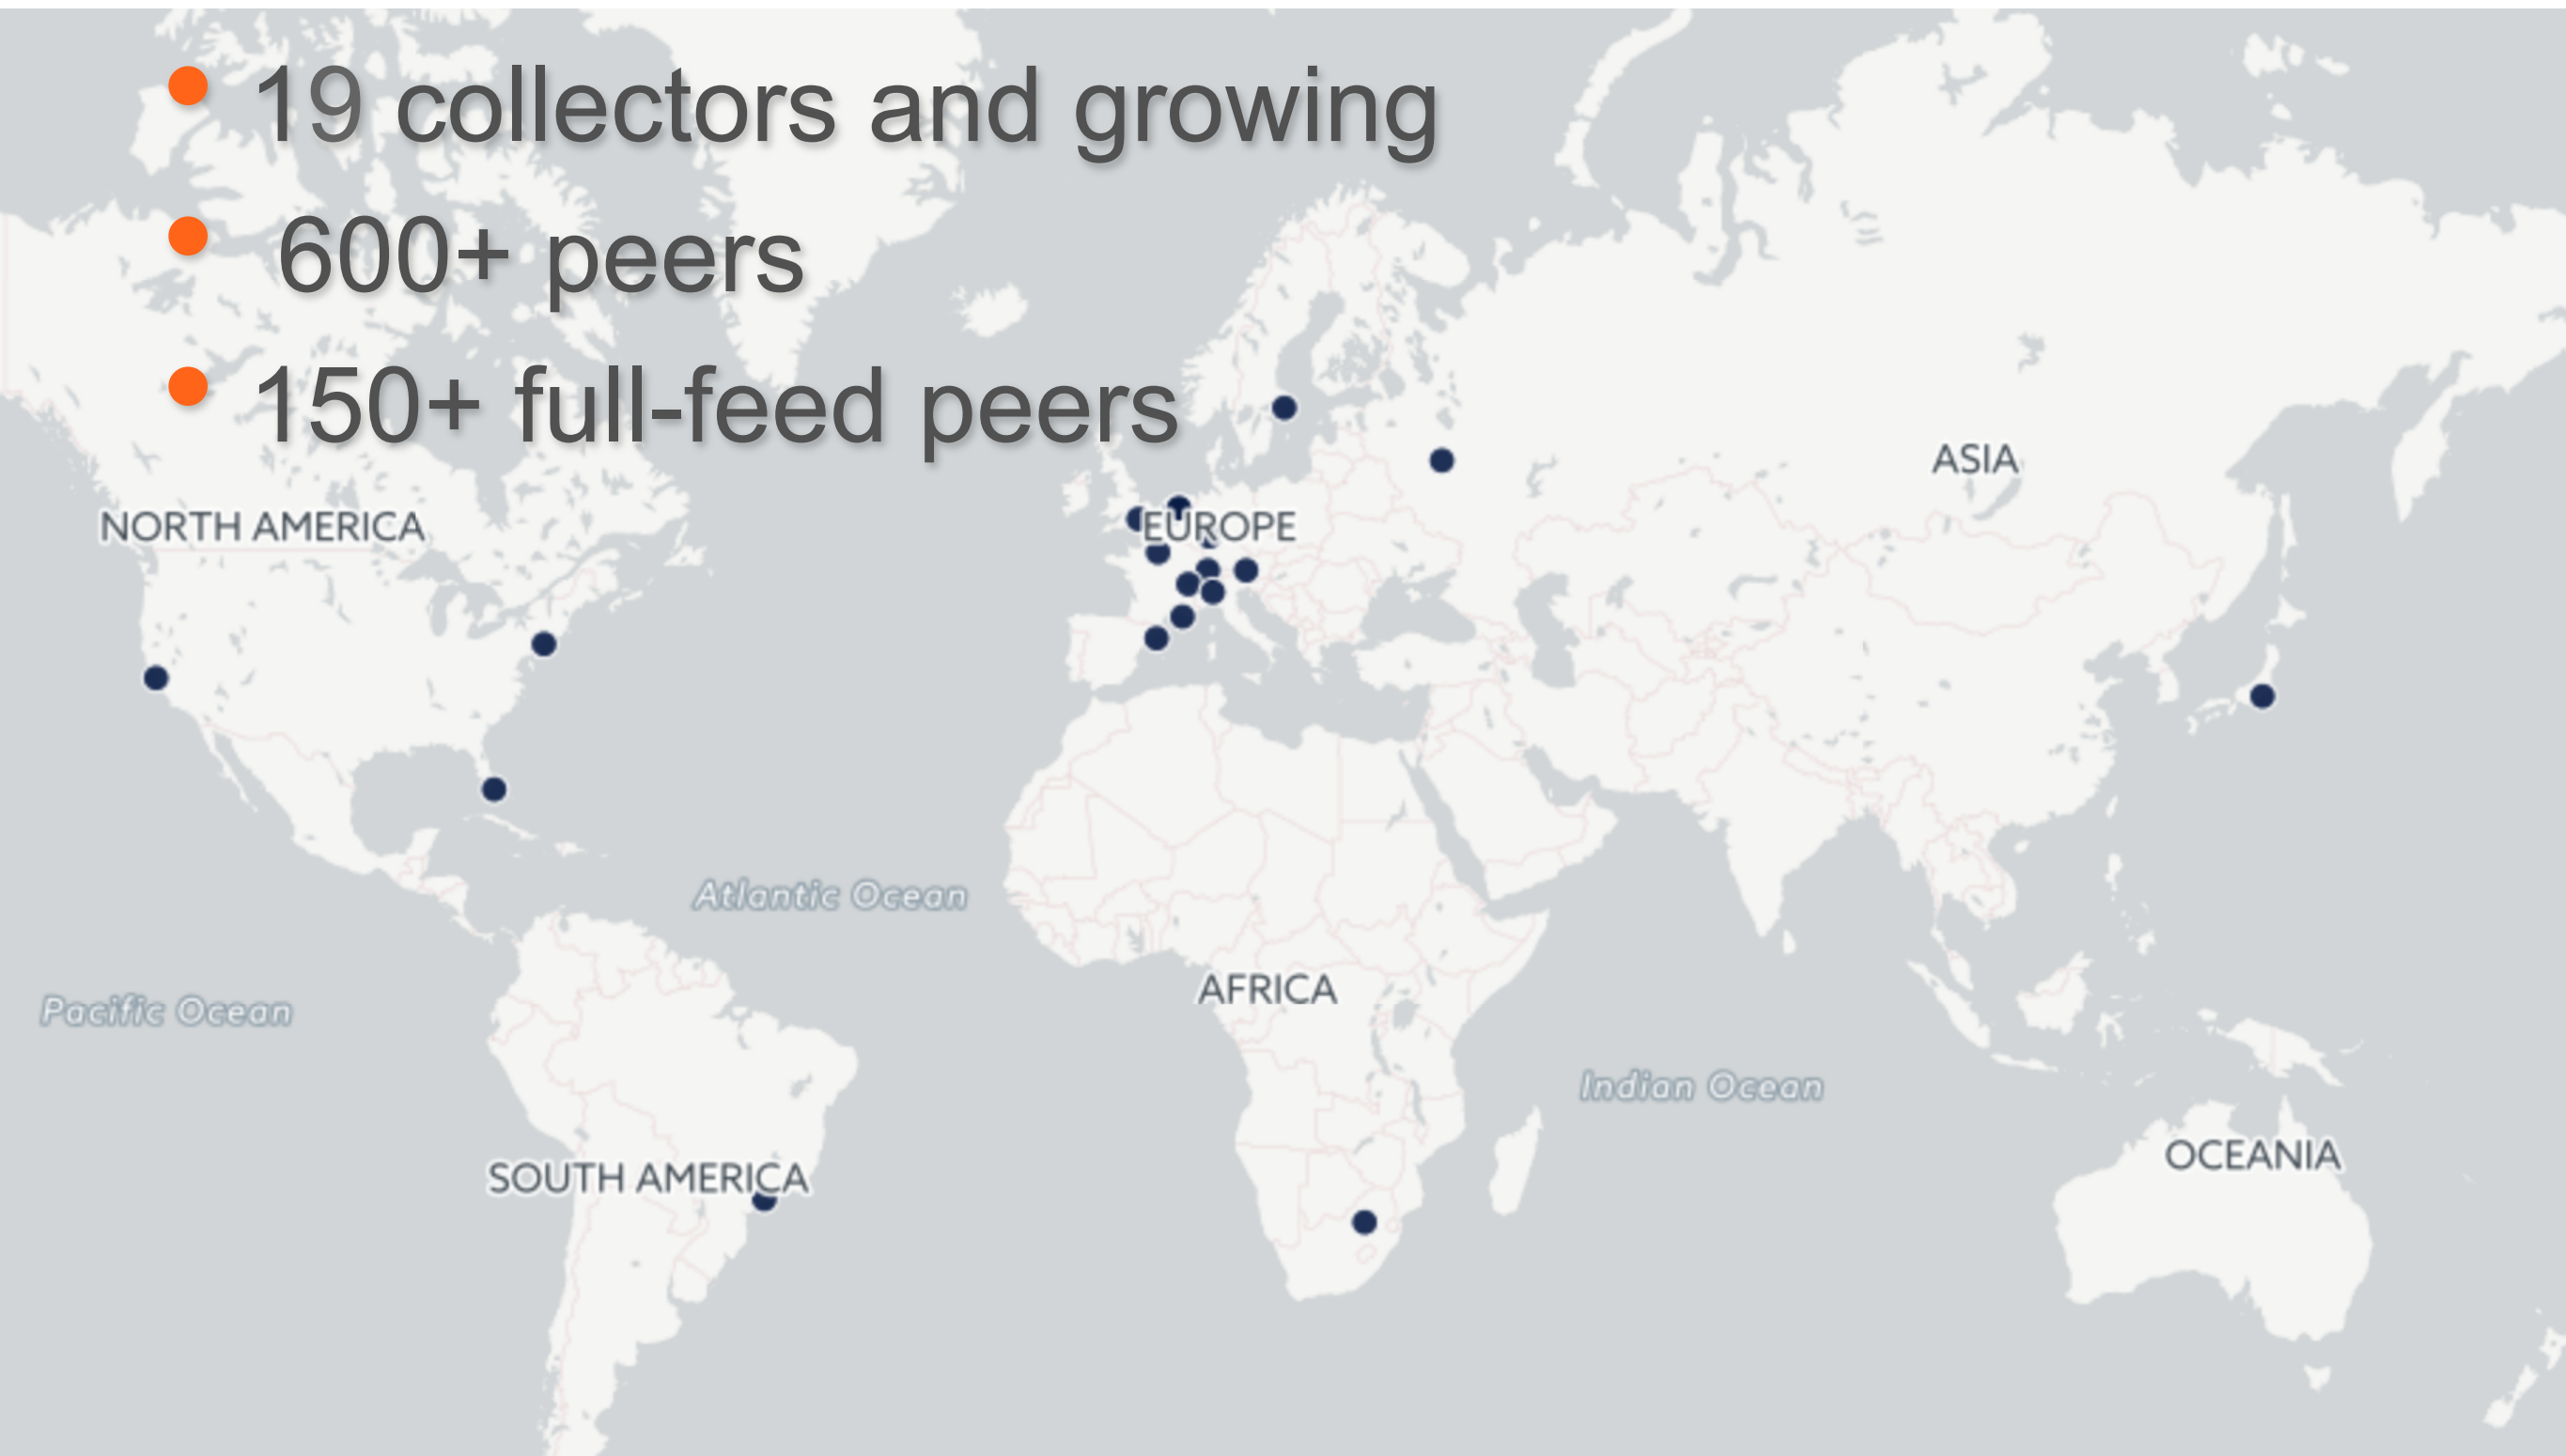 • 19 collectors and growing
• 600+ peers
• 150+ full-feed peers
ASIA
NORTH AMERICA
EUROPE
Atlantic Ocean
AFRICA
Pacific Ocean
Indian Ocean
OCEANIA
SOUTH AMERICA